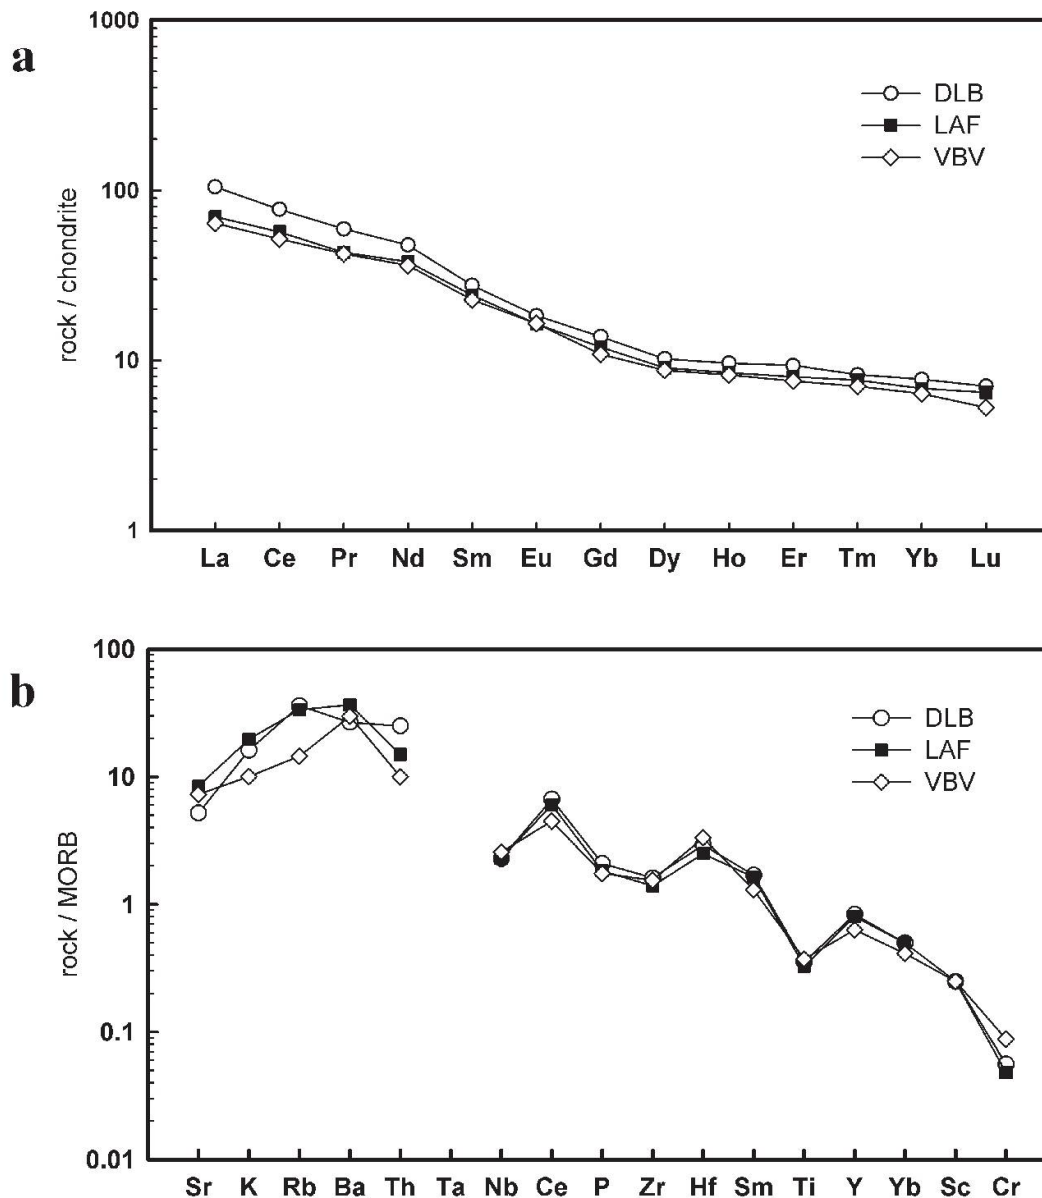 a
1000
100
10
1
rock / chondrite
DLB
LAF
VBV
La Ce Pr Nd Sm Eu Gd Dy Ho Er Tm Yb Lu
b
100
10
1
0.1
0.01
rock / MORB
DLB
LAF
VBV
Sr K Rb Ba Th Ta Nb Ce P Zr Hf Sm Ti Y Yb Sc Cr